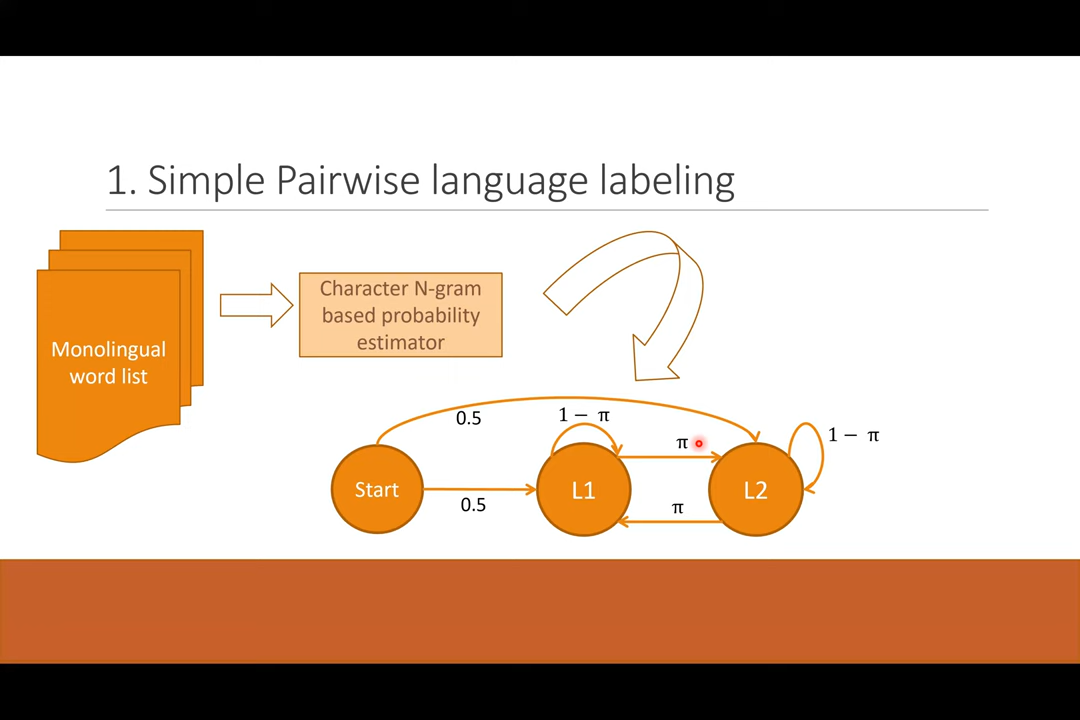 1. Simple Pairwise language labeling
Monolingual
word list
Character N-gram
based probability
estimator
0.5
1 − π
π
1 − π
Start
L1
L2
0.5
π